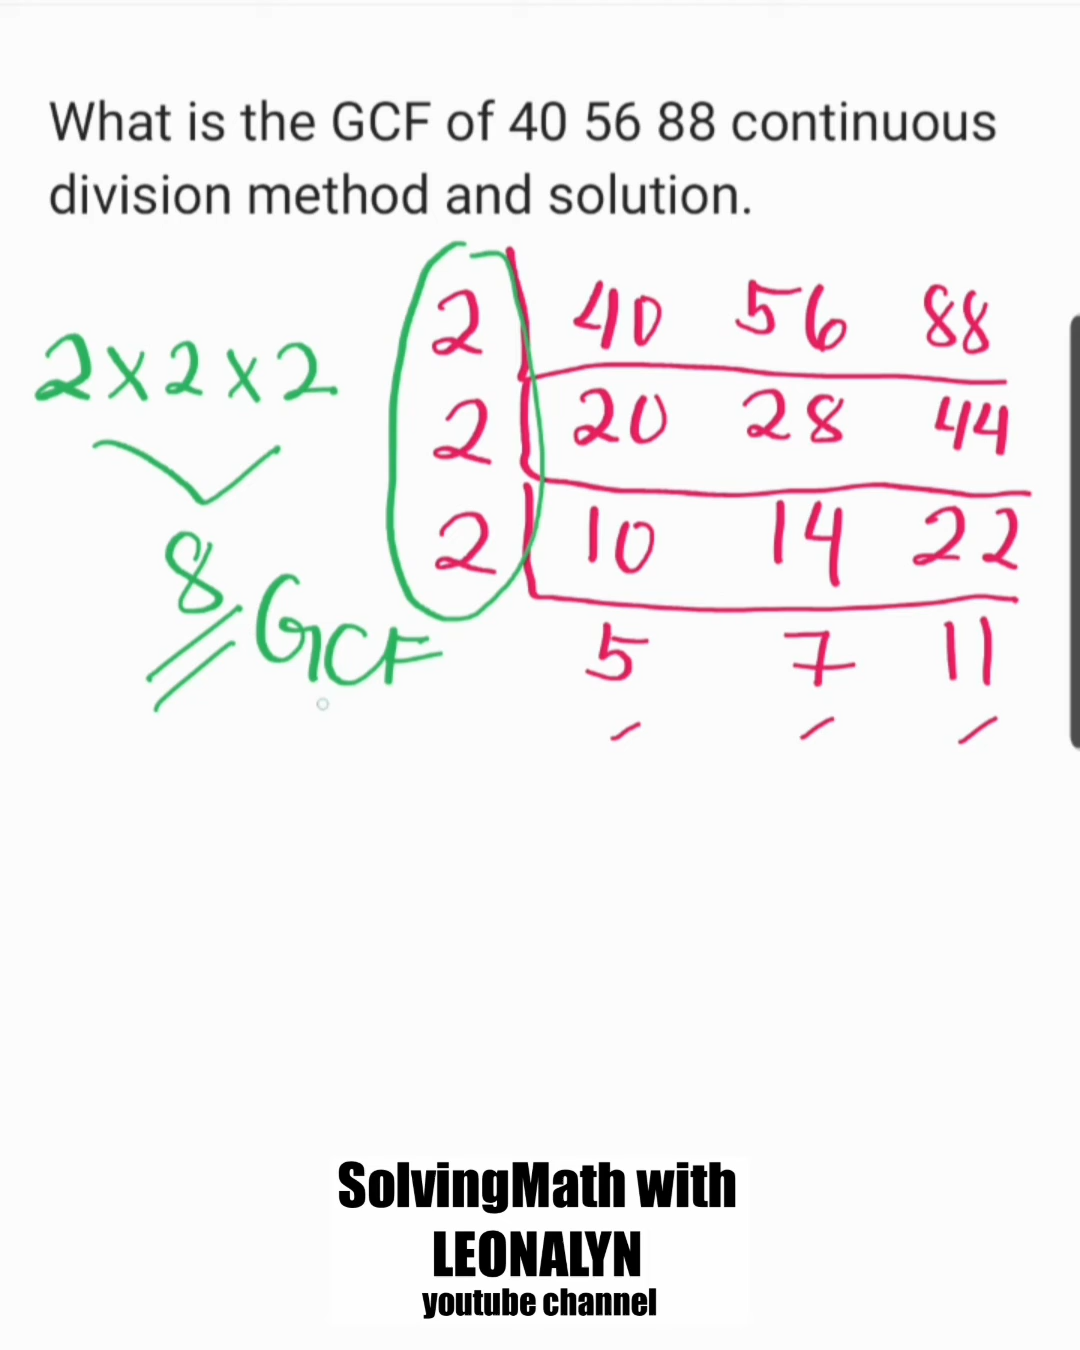 What is the GCF of 40 56 88 continuous
division method and solution.
2 40 56 88
2x2x2
2 20 28 44
2 10 14 22
8 GCF
5 7 11
SolvingMath with
LEONALYN
youtube channel